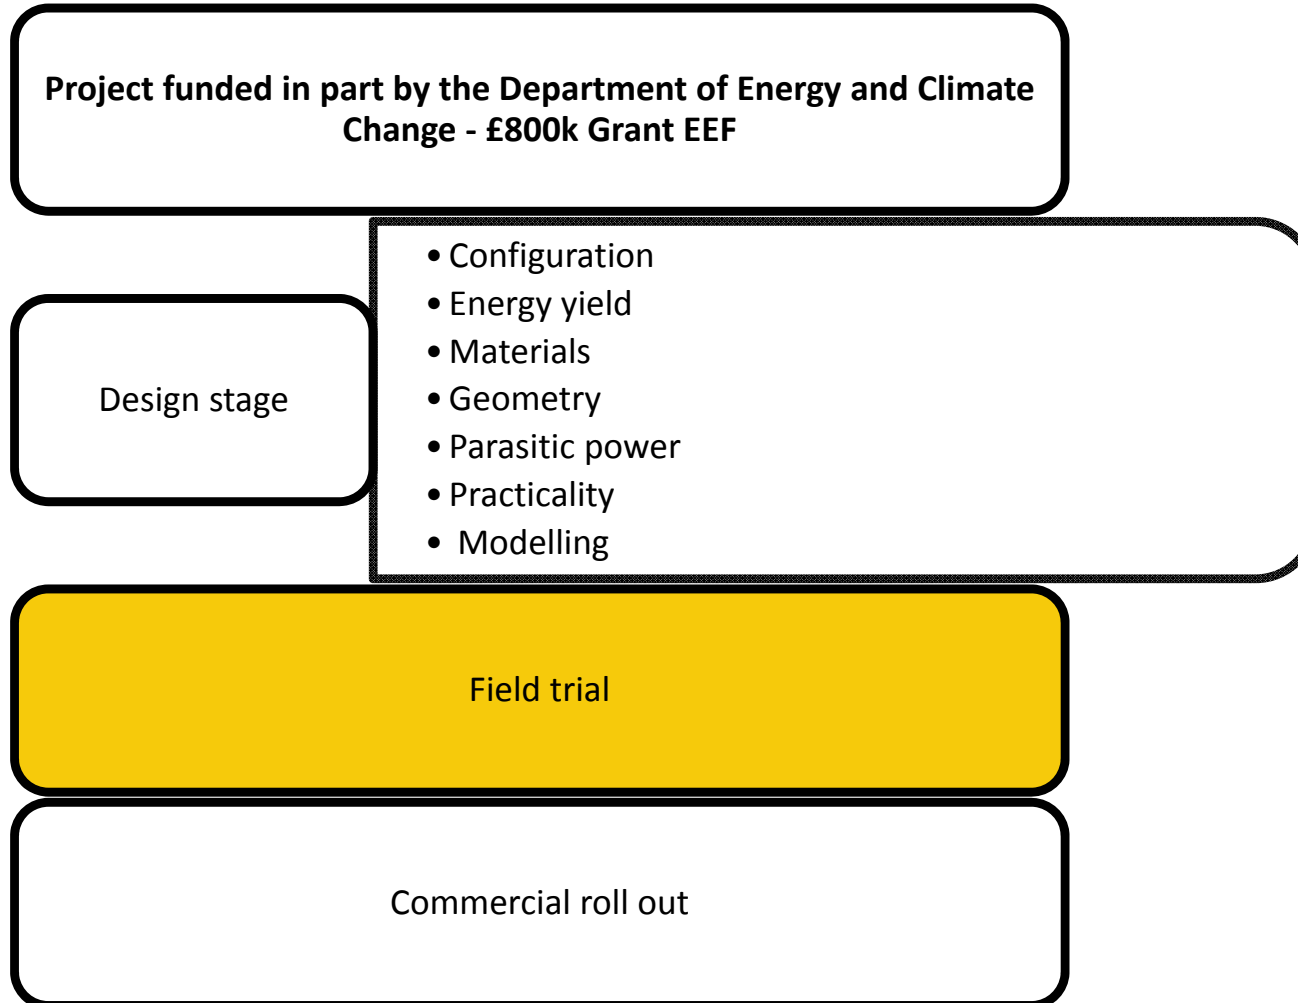 Project funded in part by the Department of Energy and Climate
Change - £800k Grant EEF
Design stage
• Configuration
• Energy yield
• Materials
• Geometry
• Parasitic power
• Practicality
• Modelling
Field trial
Commercial roll out